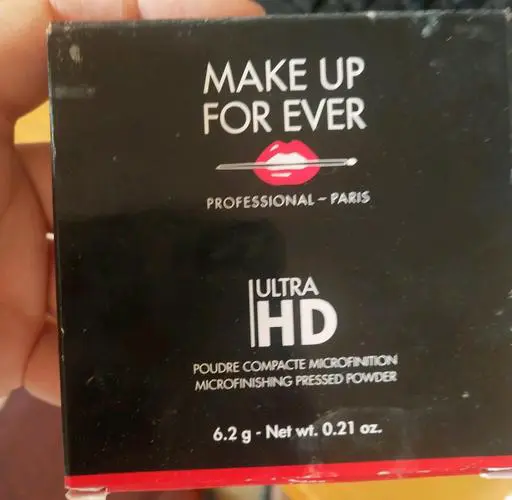 MAKE UP
FOR EVER
PROFESSIONAL – PARIS
ULTRA
HD
POUDRE COMPACTE MICROFINITION
MICROFINISHING PRESSED POWDER
6.2 g - Net wt. 0.21 oz.